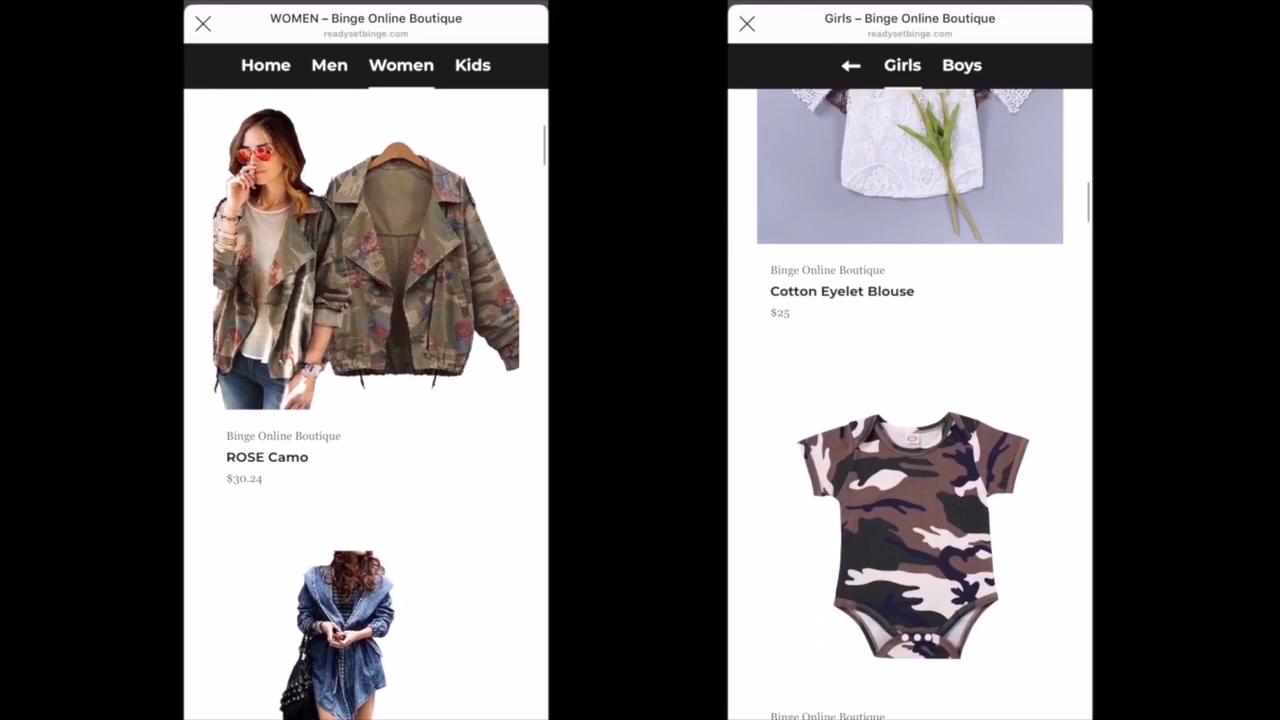 WOMEN – Binge Online Boutique
readysetbinge.com
Home Men Women Kids
Binge Online Boutique
ROSE Camo
$30.24
Girls – Binge Online Boutique
readysetbinge.com
Girls Boys
Binge Online Boutique
Cotton Eyelet Blouse
$25
Binge Online Boutique